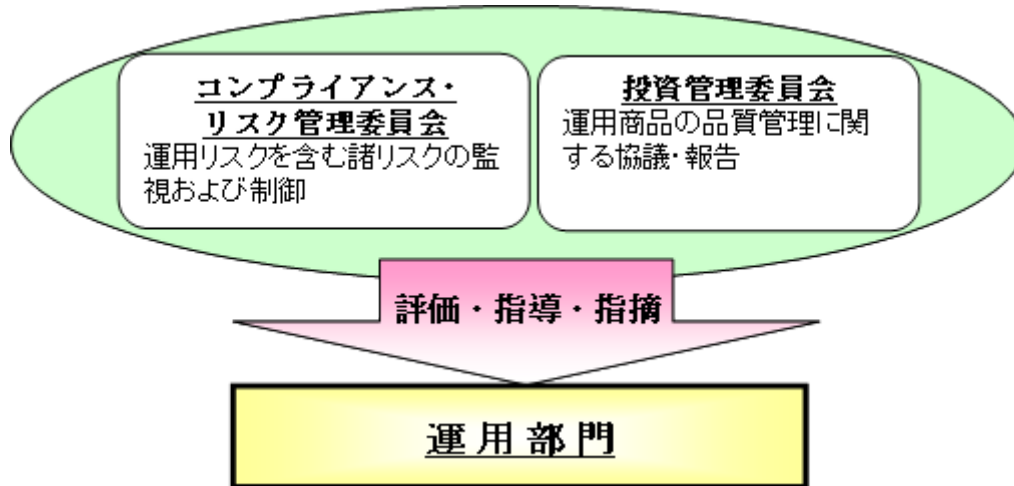 コンプライアンス・
リスク管理委員会
運用リスクを含む諸リスクの監
視および制御
投資管理委員会
運用商品の品質管理に関
する協議・報告
評価・指導・指摘
運用部門